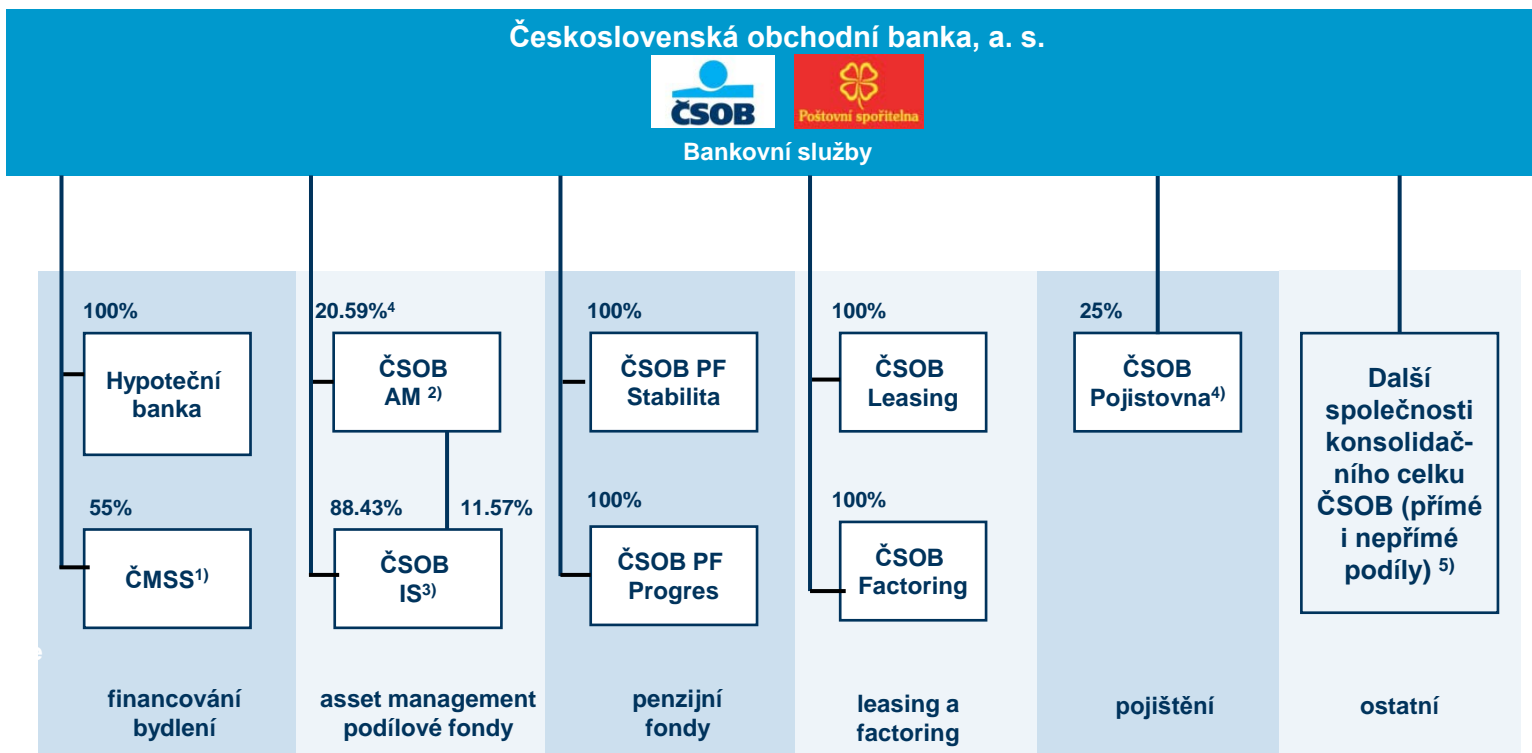 Československá obchodní banka, a. s.
ČSOB
Poštovní spořitelna
Bankovní služby
100%
Hypoteční
banka
55%
ČMSS1)
financování
bydlení
20.59%4
ČSOB
AM 2)
88.43%
11.57%
ČSOB
IS3)
asset management
podílové fondy
100%
ČSOB PF
Stabilita
100%
ČSOB PF
Progres
penzijní
fondy
100%
ČSOB
Leasing
100%
ČSOB
Factoring
leasing a
factoring
25%
ČSOB
Pojistovna4)
pojištění
Další
společnosti
konsolidač-
ního celku
ČSOB (přímé
i nepřímé
podíly) 5)
ostatní
e